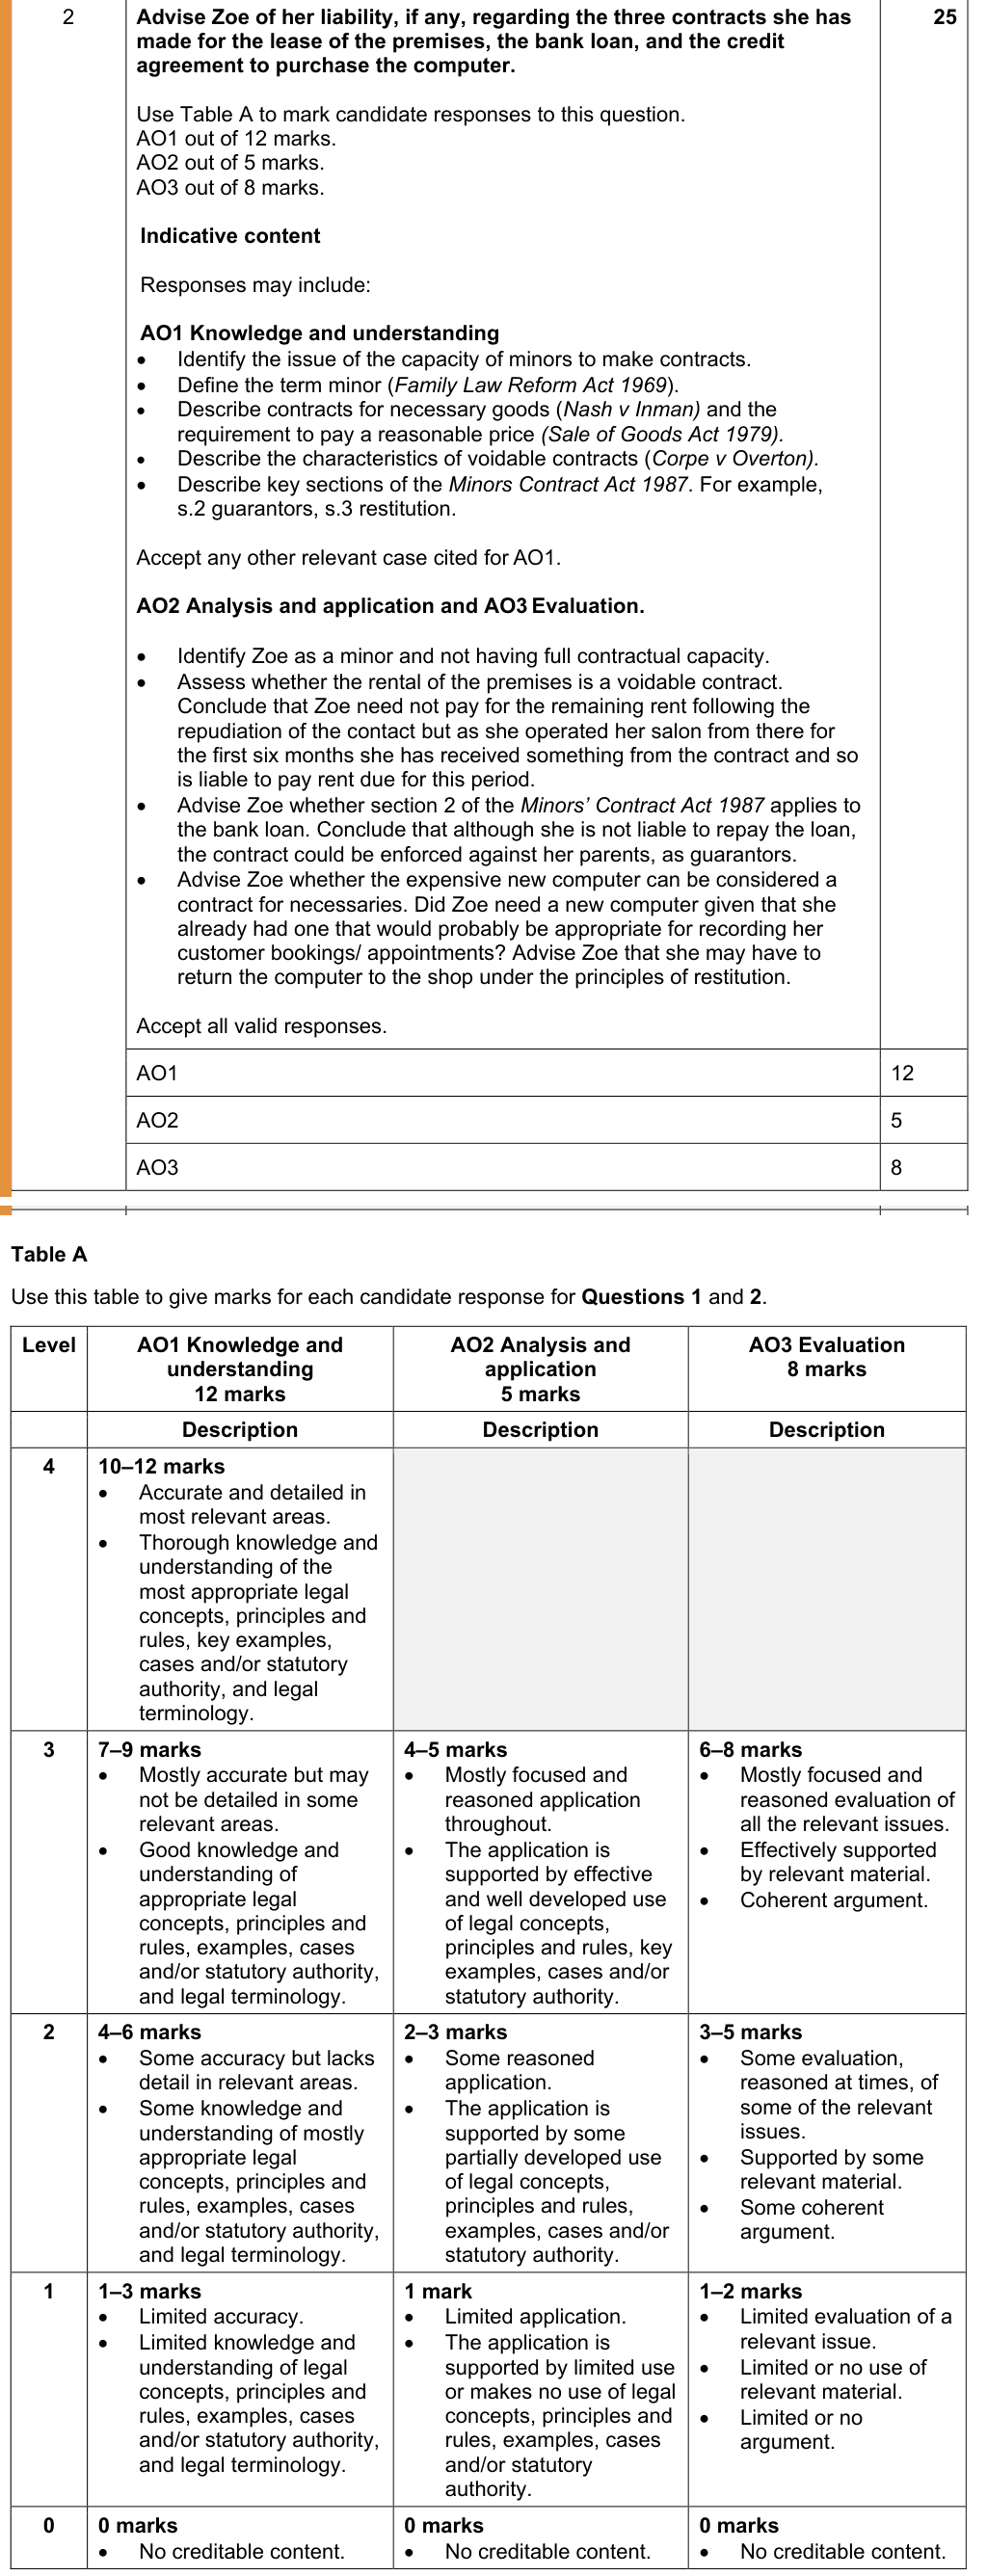 2
Advise Zoe of her liability, if any, regarding the three contracts she has
made for the lease of the premises, the bank loan, and the credit
agreement to purchase the computer.
25
Use Table A to mark candidate responses to this question.
AO1 out of 12 marks.
AO2 out of 5 marks.
AO3 out of 8 marks.
Indicative content
Responses may include:
AO1 Knowledge and understanding
• Identify the issue of the capacity of minors to make contracts.
• Define the term minor (Family Law Reform Act 1969).
• Describe contracts for necessary goods (Nash v Inman) and the
requirement to pay a reasonable price (Sale of Goods Act 1979).
• Describe the characteristics of voidable contracts (Corpe v Overton).
• Describe key sections of the Minors Contract Act 1987. For example,
s.2 guarantors, s.3 restitution.
Accept any other relevant case cited for AO1.
AO2 Analysis and application and AO3 Evaluation.
• Identify Zoe as a minor and not having full contractual capacity.
• Assess whether the rental of the premises is a voidable contract.
Conclude that Zoe need not pay for the remaining rent following the
repudiation of the contact but as she operated her salon from there for
the first six months she has received something from the contract and so
is liable to pay rent due for this period.
• Advise Zoe whether section 2 of the Minors' Contract Act 1987 applies to
the bank loan. Conclude that although she is not liable to repay the loan,
the contract could be enforced against her parents, as guarantors.
• Advise Zoe whether the expensive new computer can be considered a
contract for necessaries. Did Zoe need a new computer given that she
already had one that would probably be appropriate for recording her
customer bookings/ appointments? Advise Zoe that she may have to
return the computer to the shop under the principles of restitution.
Accept all valid responses.
AO1 12
AO2 5
AO3 8
Table A
Use this table to give marks for each candidate response for Questions 1 and 2.
Level
AO1 Knowledge and
understanding
12 marks
AO2 Analysis and
application
5 marks
AO3 Evaluation
8 marks
Description
Description
Description
4
10–12 marks
• Accurate and detailed in
most relevant areas.
• Thorough knowledge and
understanding of the
most appropriate legal
concepts, principles and
rules, key examples,
cases and/or statutory
authority, and legal
terminology.
3
7–9 marks
• Mostly accurate but may
not be detailed in some
relevant areas.
• Good knowledge and
understanding of
appropriate legal
concepts, principles and
rules, examples, cases
and/or statutory authority,
and legal terminology.
4–5 marks
• Mostly focused and
reasoned application
throughout.
• The application is
supported by effective
and well developed use
of legal concepts,
principles and rules, key
examples, cases and/or
statutory authority.
6–8 marks
• Mostly focused and
reasoned evaluation of
all the relevant issues.
• Effectively supported
by relevant material.
• Coherent argument.
2
4–6 marks
• Some accuracy but lacks
detail in relevant areas.
• Some knowledge and
understanding of mostly
appropriate legal
concepts, principles and
rules, examples, cases
and/or statutory authority,
and legal terminology.
2–3 marks
• Some reasoned
application.
• The application is
supported by some
partially developed use
of legal concepts,
principles and rules,
examples, cases and/or
statutory authority.
3–5 marks
• Some evaluation,
reasoned at times, of
some of the relevant
issues.
• Supported by some
relevant material.
• Some coherent
argument.
1
1–3 marks
• Limited accuracy.
• Limited knowledge and
understanding of legal
concepts, principles and
rules, examples, cases
and/or statutory authority,
and legal terminology.
1 mark
• Limited application.
• The application is
supported by limited use
or makes no use of legal
concepts, principles and
rules, examples, cases
and/or statutory
authority.
1–2 marks
• Limited evaluation of a
relevant issue.
• Limited or no use of
relevant material.
• Limited or no
argument.
0
0 marks
• No creditable content.
0 marks
• No creditable content.
0 marks
• No creditable content.